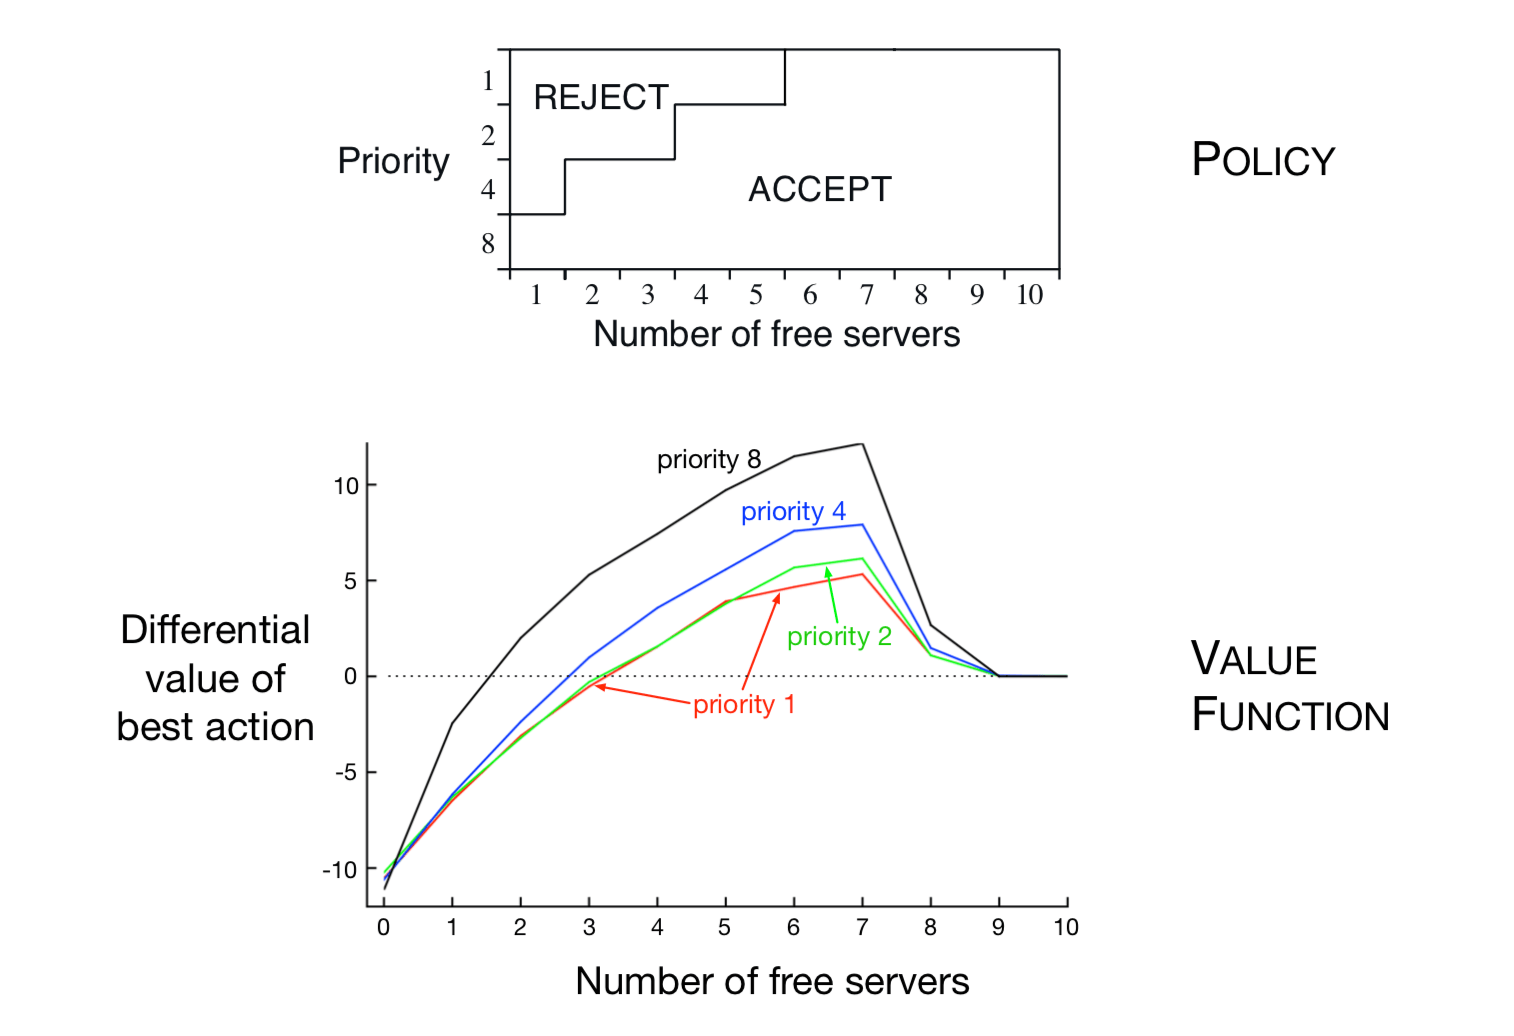 1
REJECT
2
Priority
4
ACCEPT
8
1 2 3 4 5 6 7 8 9 10
Number of free servers
POLICY
priority 8
10
priority 4
5
priority 2
Differential
value of
best action
0
priority 1
-5
-10
0 1 2 3 4 5 6 7 8 9 10
Number of free servers
VALUE
FUNCTION